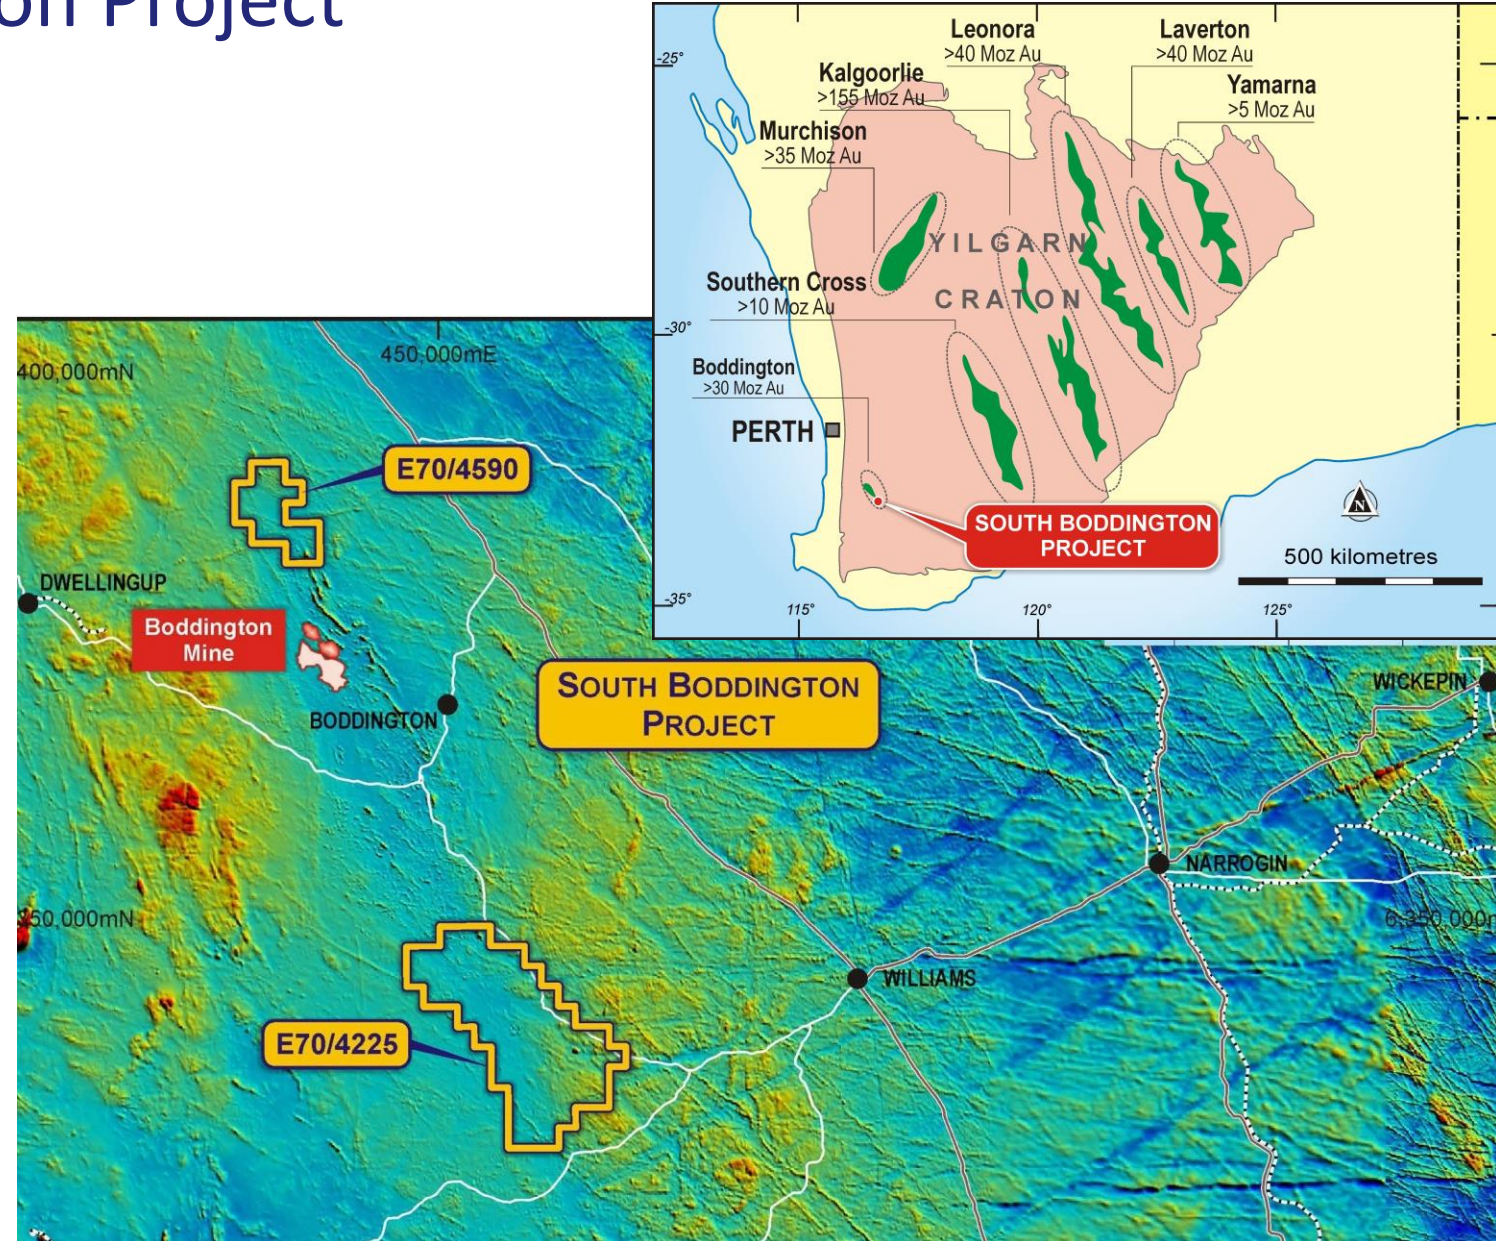 on Project
Leonora
>40 Moz Au
Laverton
>40 Moz Au
Kalgoorlie
>155 Moz Au
Yamarna
>5 Moz Au
Murchison
>35 Moz Au
YILGARN
CRATON
Southern Cross
>10 Moz Au
Boddington
>30 Moz Au
PERTH
SOUTH BODDINGTON
PROJECT
N
500 kilometres
-25°
-30°
-35°
115°
120°
125°
450,000mE
400,000mN
E70/4590
DWELLINGUP
Boddington
Mine
BODDINGTON
SOUTH BODDINGTON
PROJECT
WICKEPIN
NARROGIN
350,000mN
6,350,000m
WILLIAMS
E70/4225